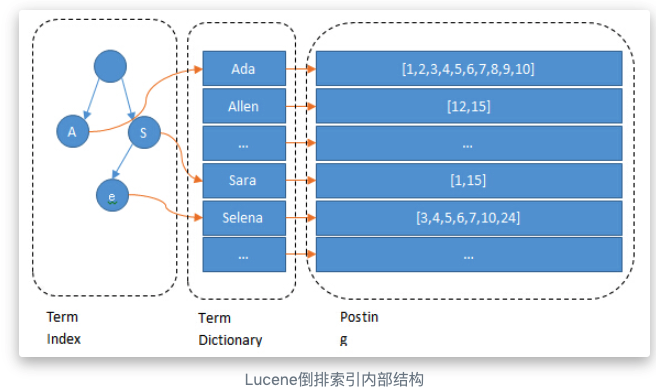 Ada
[1,2,3,4,5,6,7,8,9,10]
Allen
[12,15]
...
...
A
S
Sara
[1,15]
e
Selena
[3,4,5,6,7,10,24]
...
...
Term
Index
Term
Dictionary
Postin
g
Lucene倒排索引内部结构